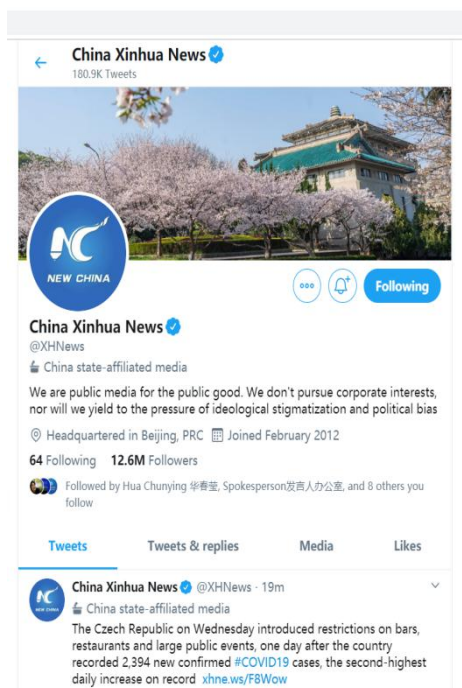 China Xinhua News
180.9K Tweets
NC
NEW CHINA
Following
China Xinhua News
@XHNews
China state-affiliated media
We are public media for the public good. We don't pursue corporate interests,
nor will we yield to the pressure of ideological stigmatization and political bias
Headquartered in Beijing, PRC Joined February 2012
64 Following 12.6M Followers
Followed by Hua Chunying 华春莹, Spokesperson发言人办公室, and 8 others you
follow
Tweets Tweets & replies Media Likes
NC
NEW CHINA
China Xinhua News @XHNews · 19m
China state-affiliated media
The Czech Republic on Wednesday introduced restrictions on bars,
restaurants and large public events, one day after the country
recorded 2,394 new confirmed #COVID19 cases, the second-highest
daily increase on record xhne.ws/F8Wow